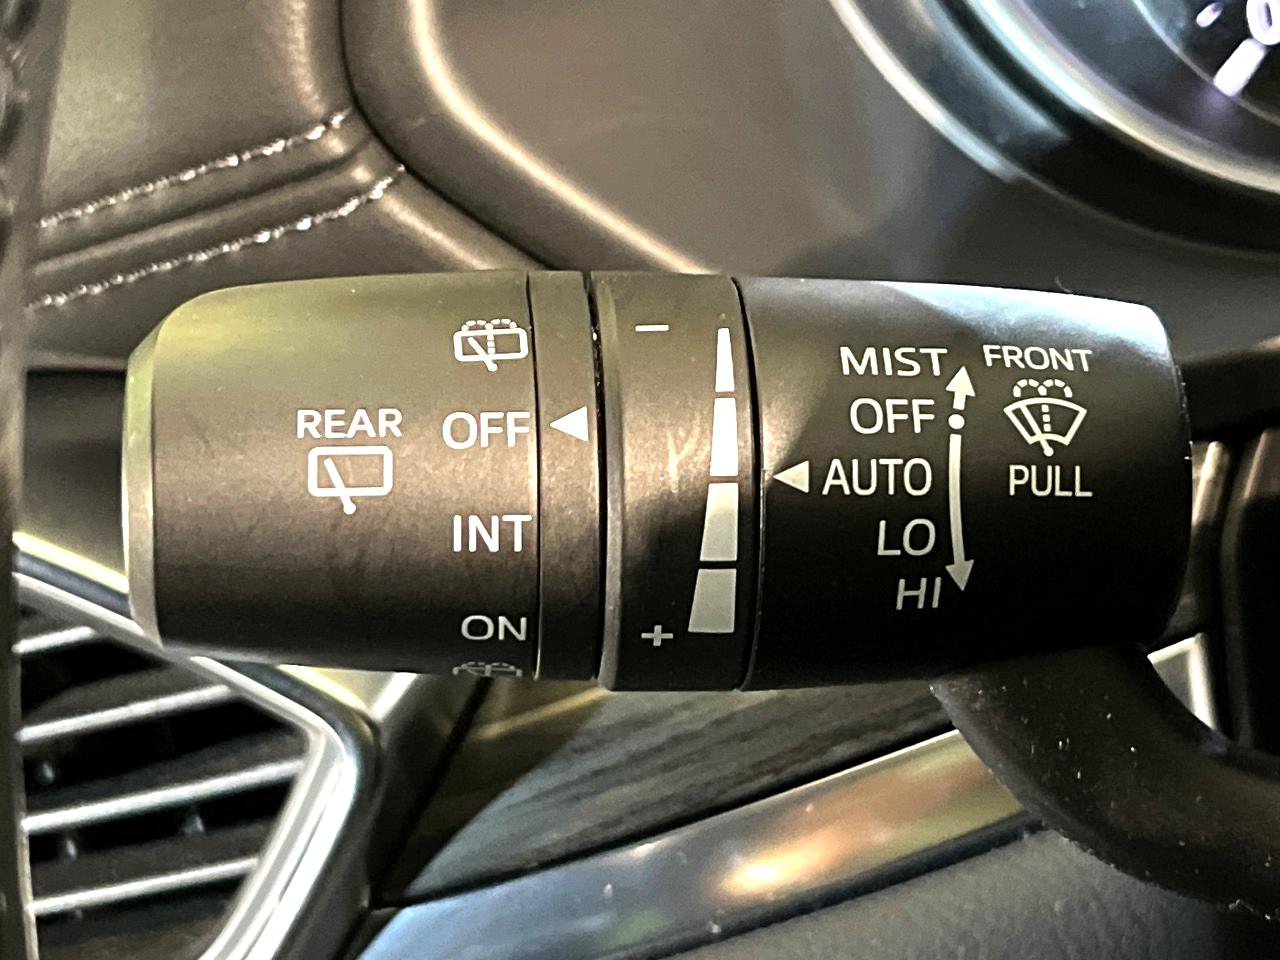 REAR
OFF
INT
ON
−
+
MIST
OFF
AUTO
LO
HI
FRONT
PULL